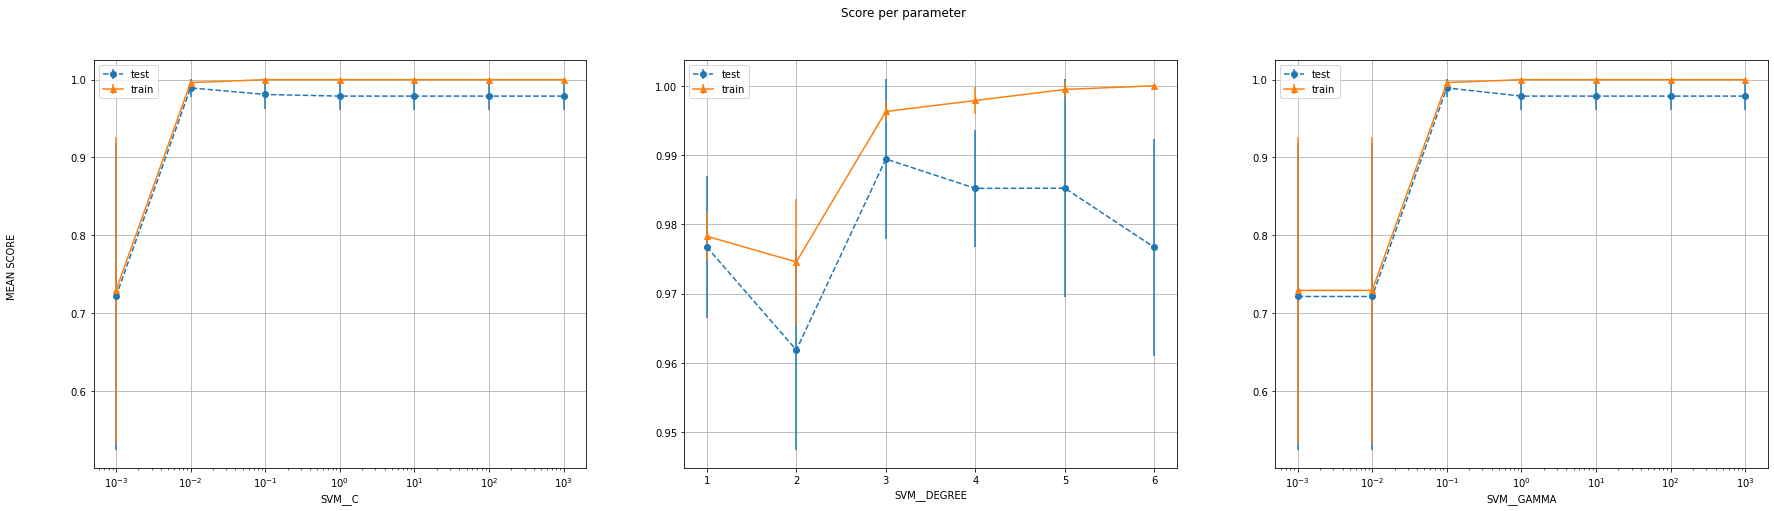 Score per parameter
MEAN SCORE
test
train
1.0
0.9
0.8
0.7
0.6
10⁻³ 10⁻² 10⁻¹ 10⁰ 10¹ 10² 10³
SVM__C
test
train
1.00
0.99
0.98
0.97
0.96
0.95
1 2 3 4 5 6
SVM__DEGREE
test
train
1.0
0.9
0.8
0.7
0.6
10⁻³ 10⁻² 10⁻¹ 10⁰ 10¹ 10² 10³
SVM__GAMMA